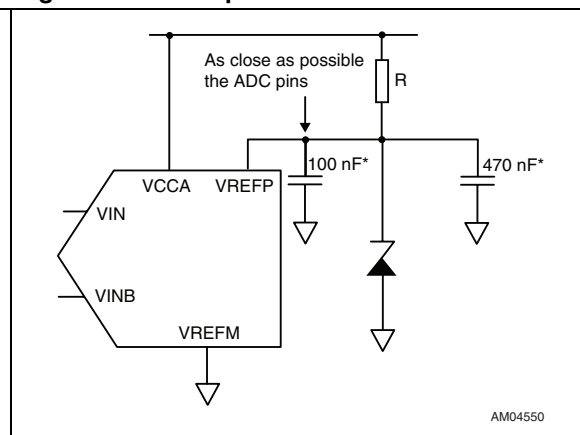 As close as possible
the ADC pins
R
100 nF*
470 nF*
VCCA
VREFP
VIN
VINB
VREFM
AM04550